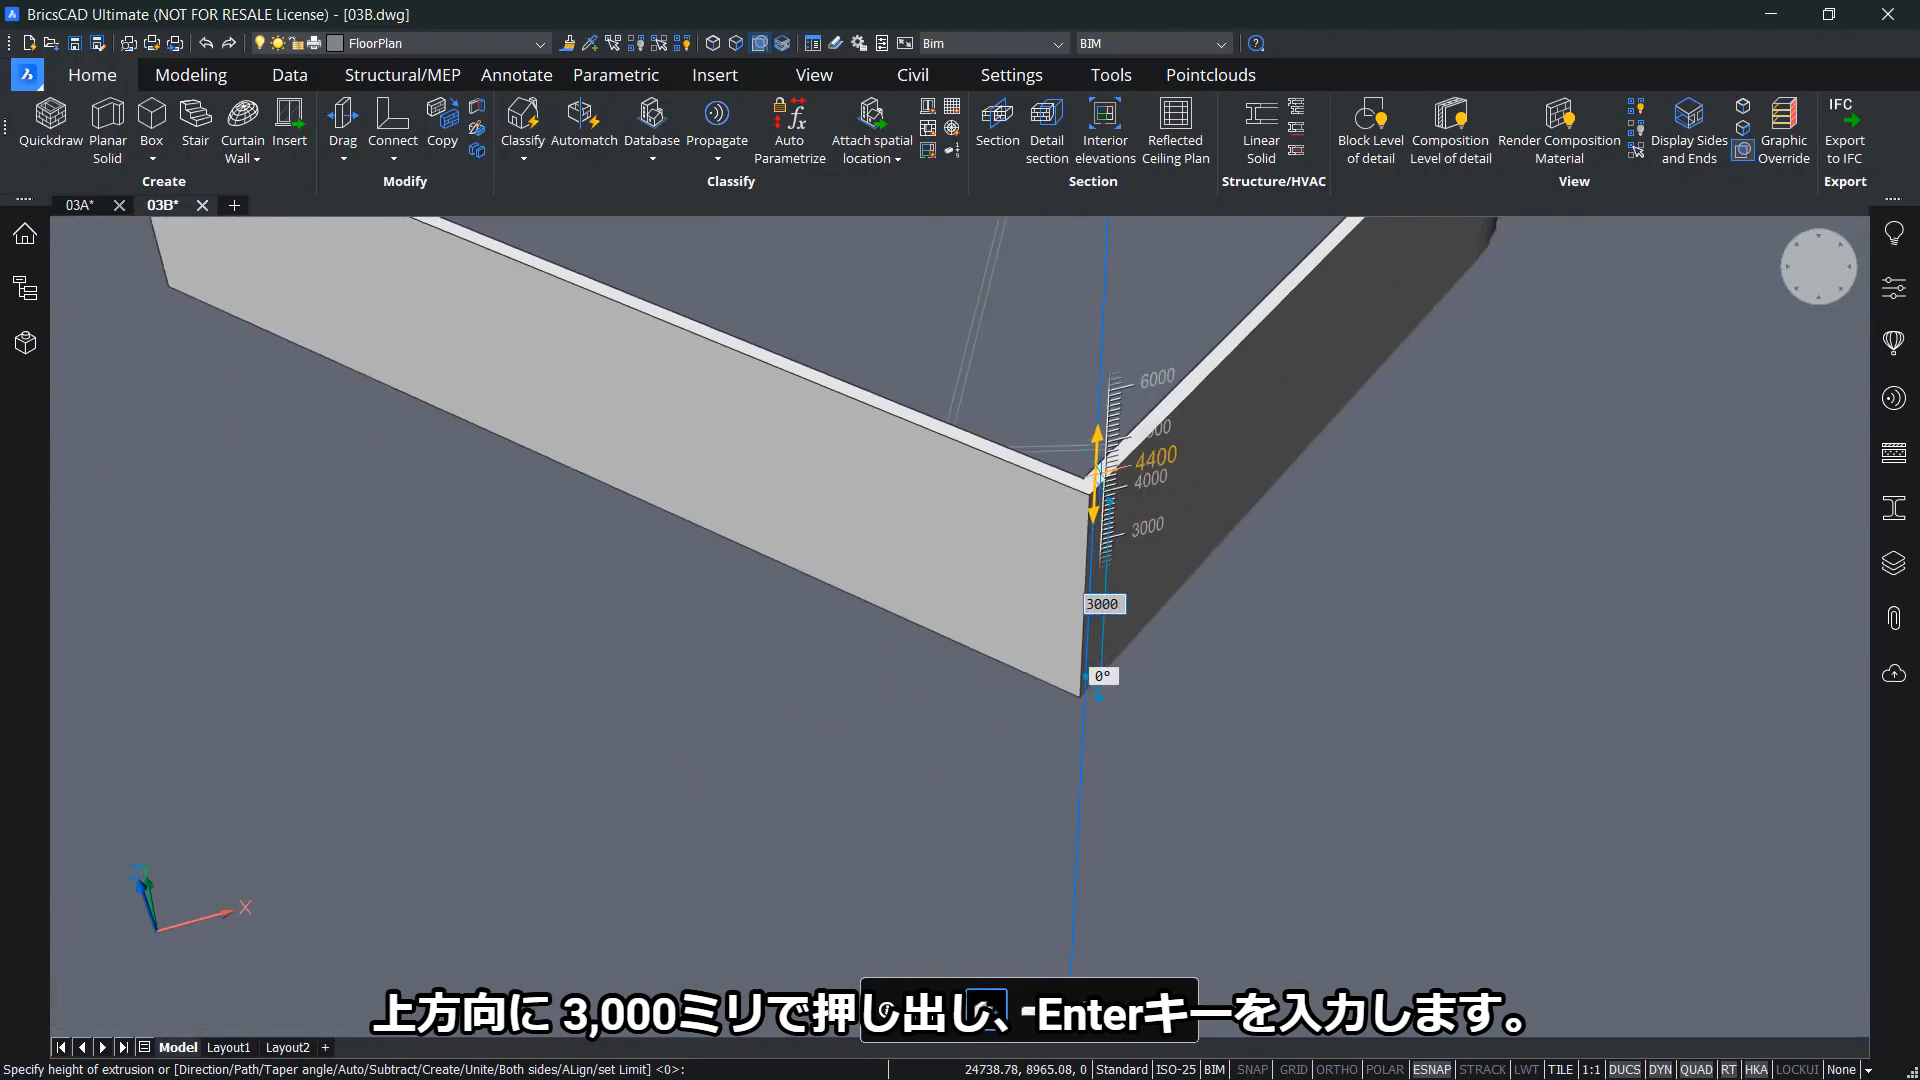 BricsCAD Ultimate (NOT FOR RESALE License) - [03B.dwg]
FloorPlan Bim BIM
Home Modeling Data Structural/MEP Annotate Parametric Insert View Civil Settings Tools Pointclouds
Quickdraw Planar Solid Box Stair Curtain Wall Insert Drag Connect Copy Classify Automatch Database Propagate Auto Parametrize Attach spatial location Section Detail section Interior elevations Reflected Ceiling Plan Linear Solid Block Level of detail Composition Level of detail Render Composition Material Display Sides and Ends Graphic Override IFC Export to IFC
Create Modify Classify Section Structure/HVAC View Export
03A* 03B*
6000
4400
4000
3000
3000
0°
Z
X
上方向に 3,000ミリで押し出し、Enterキーを入力します。
Model Layout1 Layout2 +
Specify height of extrusion or [Direction/Path/Taper angle/Auto/Subtract/Create/Unite/Both sides/ALign/set Limit] <0>: 24738.78, 8965.08, 0 Standard ISO-25 BIM SNAP GRID ORTHO POLAR ESNAP STRACK LWT TILE 1:1 DUCS DYN QUAD RT HKA LOCKUI None